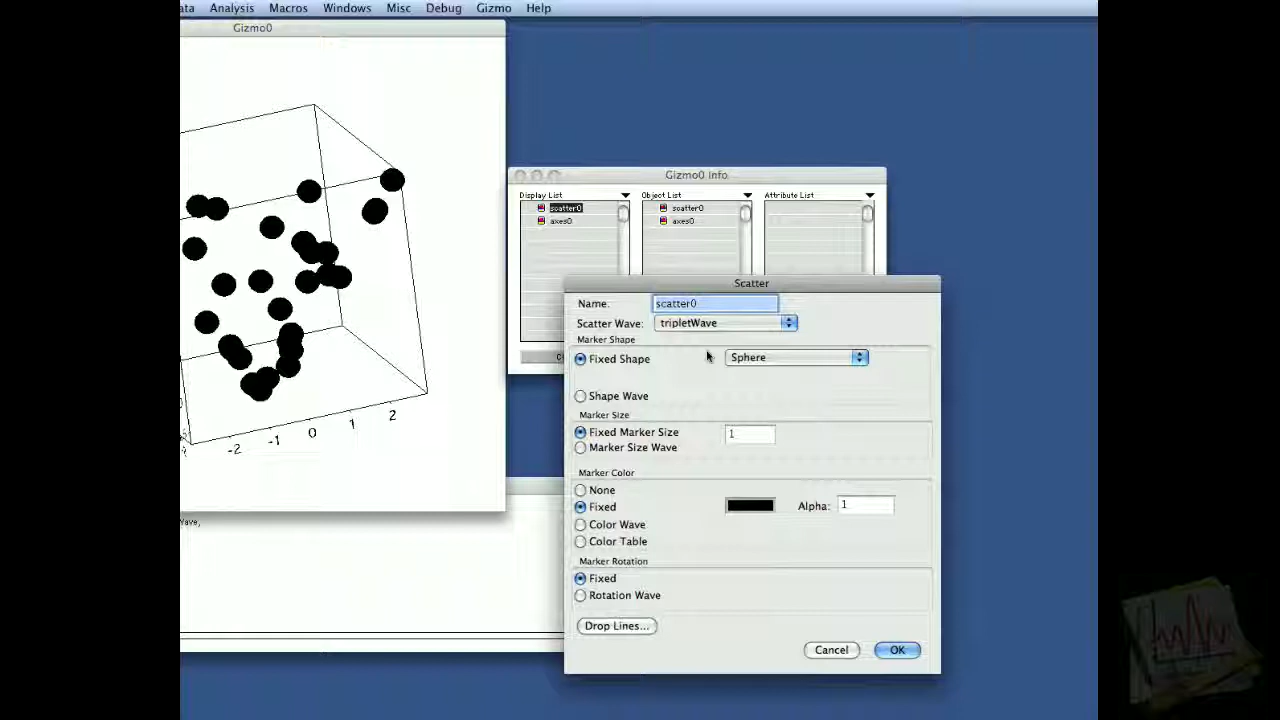 ata Analysis Macros Windows Misc Debug Gizmo Help
Gizmo0
-2 -1 0 1 2
Gizmo0 Info
Display List Object List Attribute List
scatter0 scatter0
axes0 axes0
Scatter
Name: scatter0
Scatter Wave: tripletWave
Marker Shape
Fixed Shape Sphere
Shape Wave
Marker Size
Fixed Marker Size 1
Marker Size Wave
Marker Color
None
Fixed Alpha: 1
Color Wave
Color Table
Marker Rotation
Fixed
Rotation Wave
Drop Lines...
Cancel OK